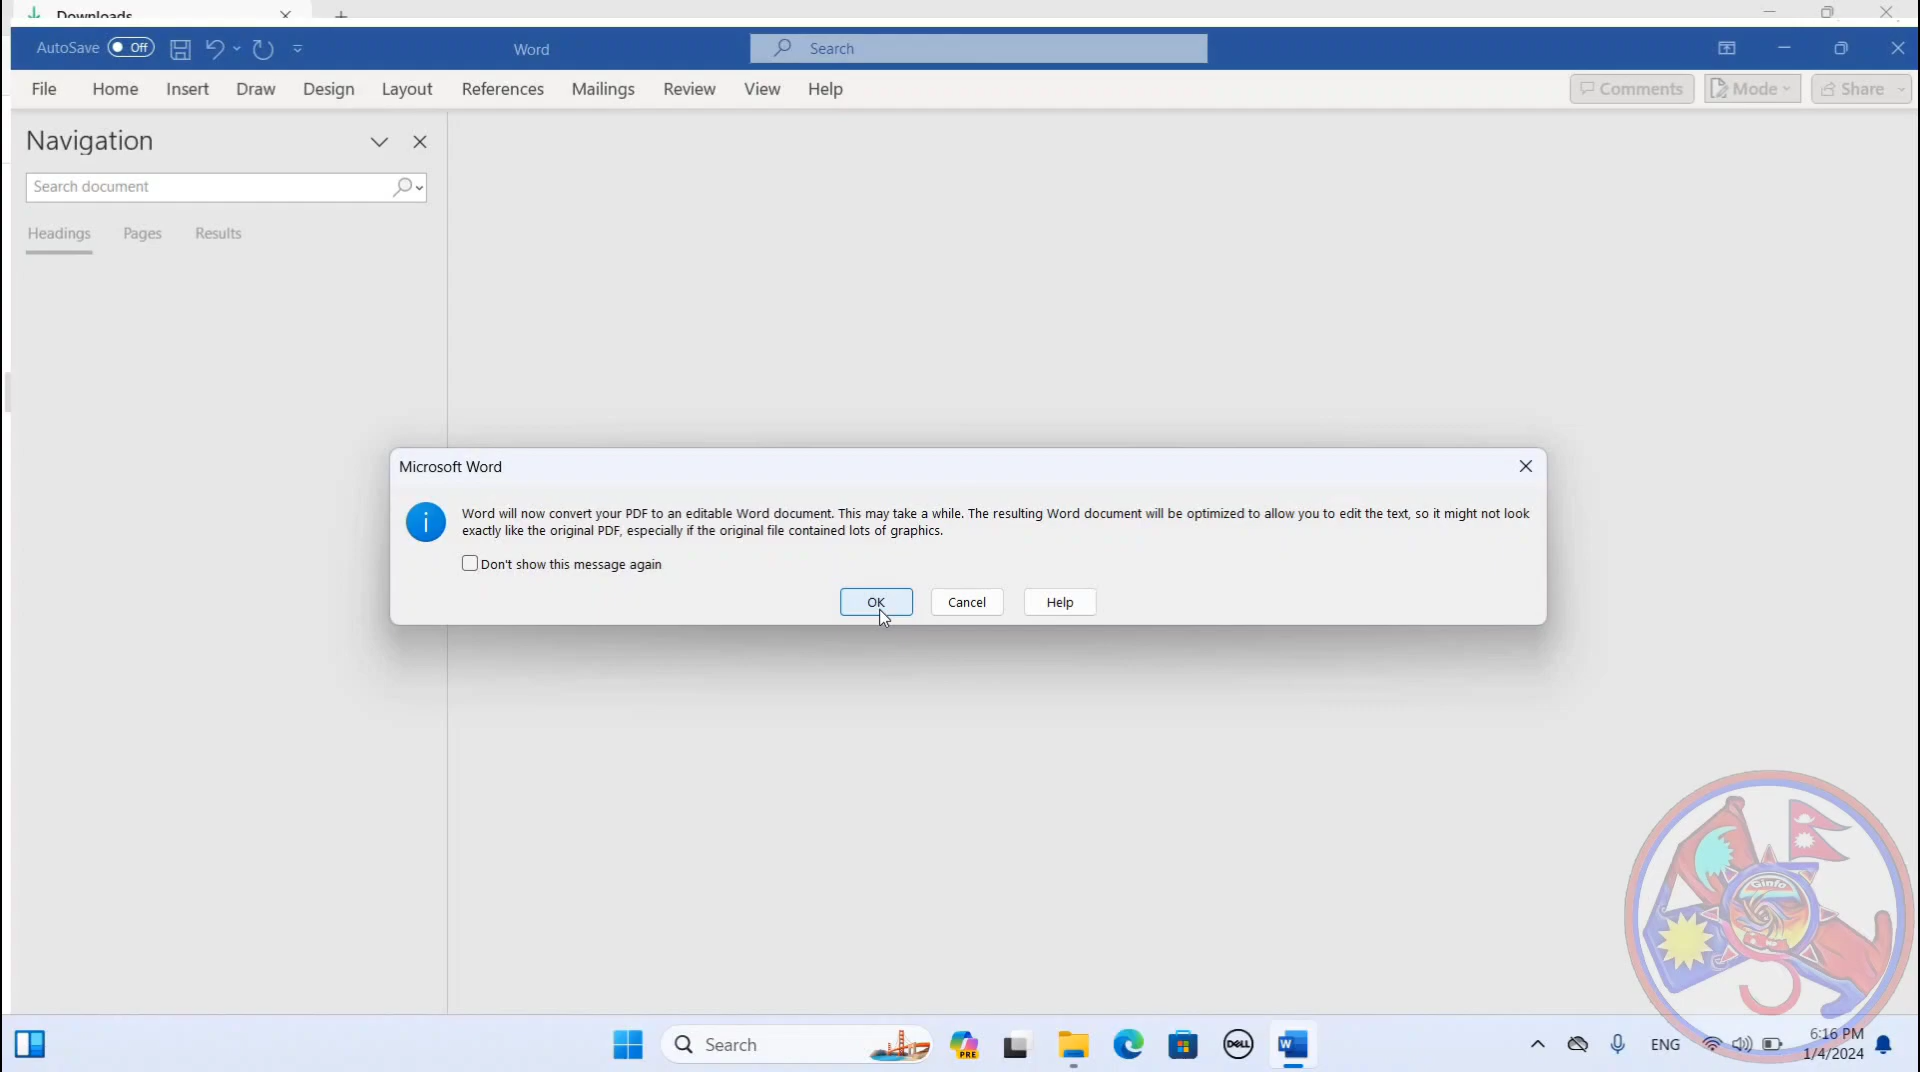 Downloads
AutoSave Off Word Search
File Home Insert Draw Design Layout References Mailings Review View Help Comments Mode Share
Navigation
Search document
Headings Pages Results
Microsoft Word
Word will now convert your PDF to an editable Word document. This may take a while. The resulting Word document will be optimized to allow you to edit the text, so it might not look
exactly like the original PDF, especially if the original file contained lots of graphics.
Don't show this message again
OK Cancel Help
Ginfo
Search PRE DELL W ENG 6:16 PM
1/4/2024